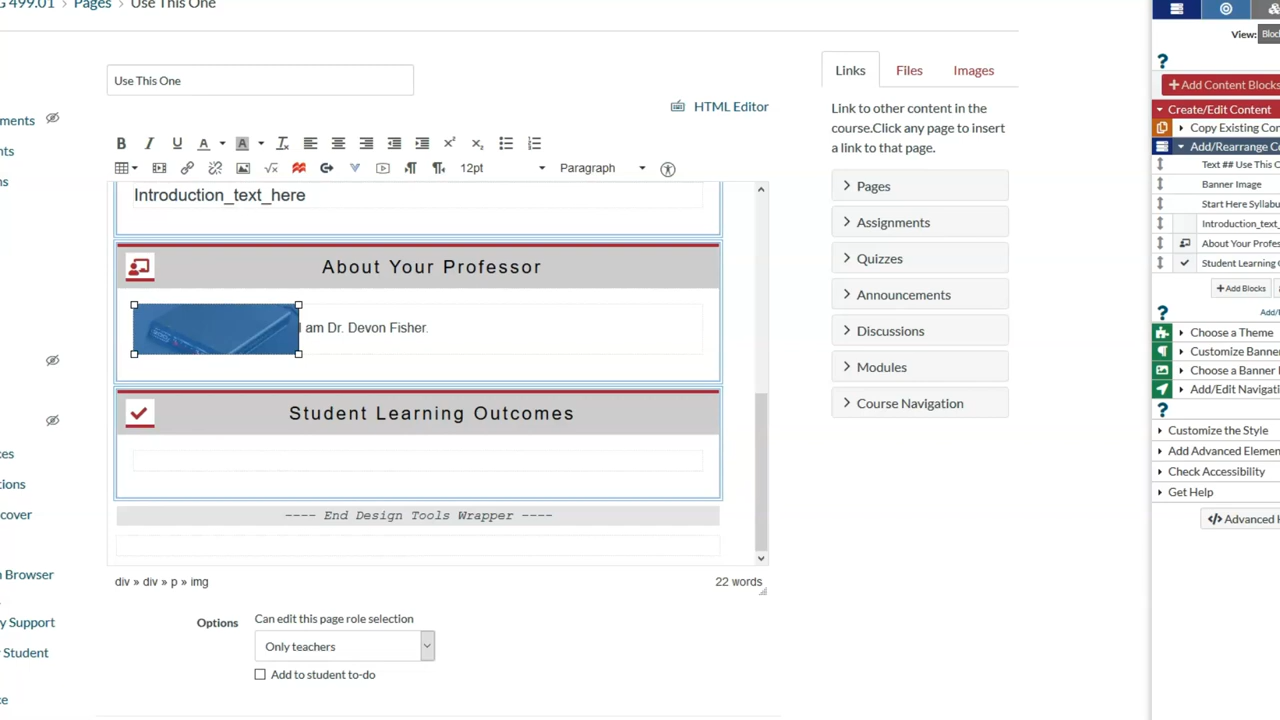 G 499.01 › Pages › Use This One
Use This One
HTML Editor
12pt
Paragraph
Introduction_text_here
About Your Professor
I am Dr. Devon Fisher.
Student Learning Outcomes
---- End Design Tools Wrapper ----
div » div » p » img
22 words
Options
Can edit this page role selection
Only teachers
Add to student to-do
Links
Files
Images
Link to other content in the
course.Click any page to insert
a link to that page.
Pages
Assignments
Quizzes
Announcements
Discussions
Modules
Course Navigation
View: Bloc
?
Add Content Blocks
Create/Edit Content
Copy Existing Con
Add/Rearrange Co
Text ## Use This O
Banner Image
Start Here Syllabu
Introduction_text_
About Your Profes
Student Learning O
Add Blocks
?
Add/
Choose a Theme
Customize Banner
Choose a Banner I
Add/Edit Navigati
?
Customize the Style
Add Advanced Elemen
Check Accessibility
Get Help
Advanced H
ments
nts
s
ces
tions
cover
n Browser
y Support
Student
ce